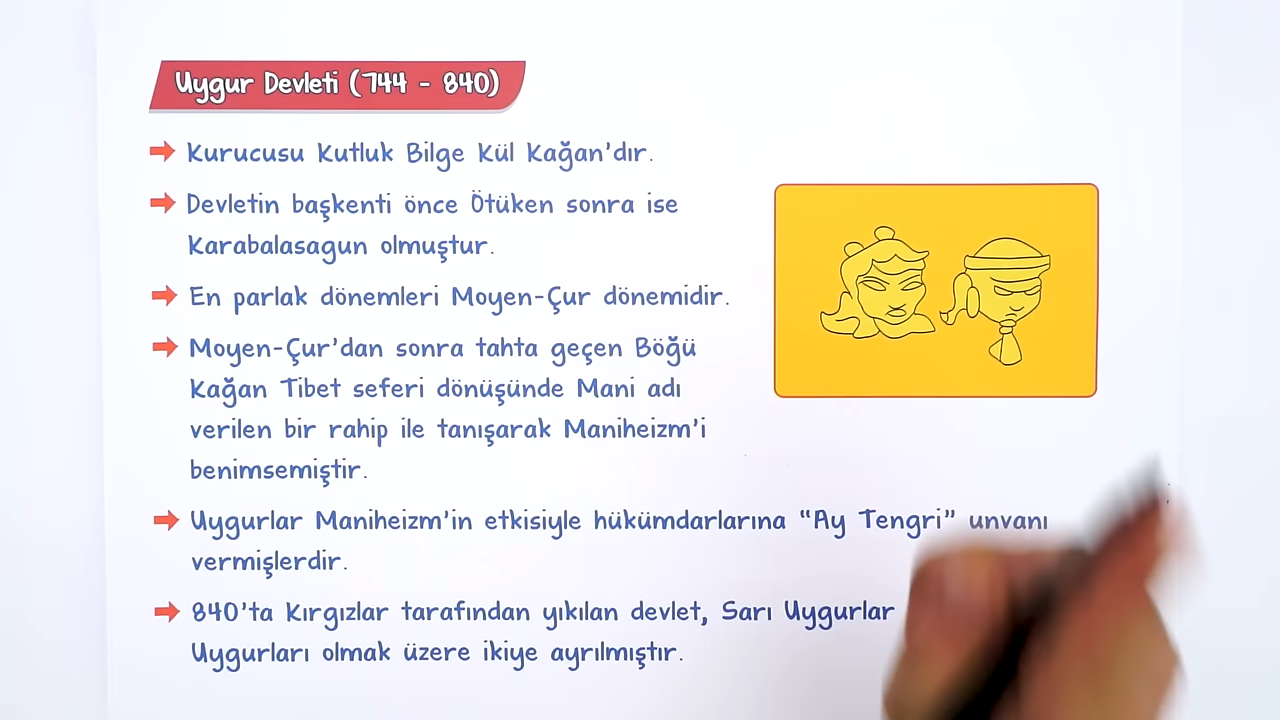 Uygur Devleti (744 - 840)
Kurucusu Kutluk Bilge Kül Kağan'dır.
Devletin başkenti önce Ötüken sonra ise
Karabalasagun olmuştur.
En parlak dönemleri Moyen-Çur dönemidir.
Moyen-Çur'dan sonra tahta geçen Böğü
Kağan Tibet seferi dönüşünde Mani adı
verilen bir rahip ile tanışarak Maniheizm'i
benimsemiştir.
Uygurlar Maniheizm'in etkisiyle hükümdarlarına “Ay Tengri” unvanı
vermişlerdir.
840'ta Kırgızlar tarafından yıkılan devlet, Sarı Uygurlar
Uygurları olmak üzere ikiye ayrılmıştır.